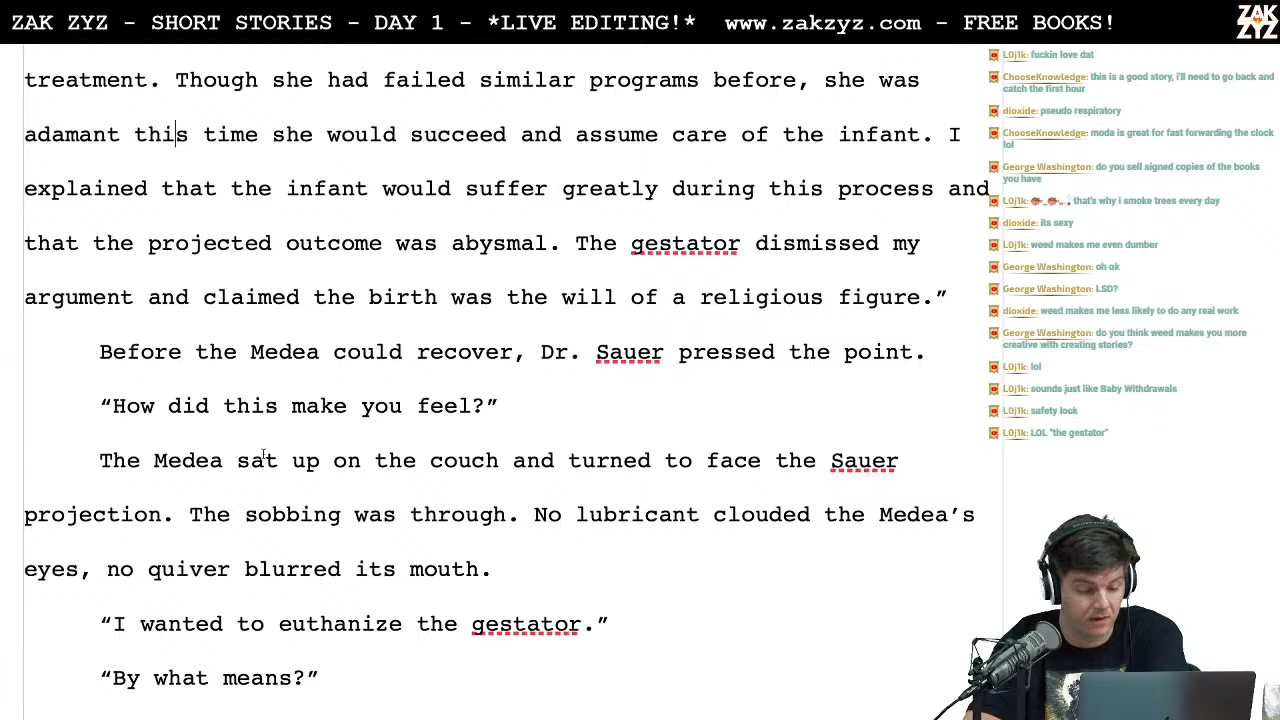 ZAK ZYZ - SHORT STORIES - DAY 1 - *LIVE EDITING!* www.zakzyz.com - FREE BOOKS!
ZAK
ZYZ
treatment. Though she had failed similar programs before, she was
adamant this time she would succeed and assume care of the infant. I
explained that the infant would suffer greatly during this process and
that the projected outcome was abysmal. The gestator dismissed my
argument and claimed the birth was the will of a religious figure.”
Before the Medea could recover, Dr. Sauer pressed the point.
“How did this make you feel?”
The Medea sat up on the couch and turned to face the Sauer
projection. The sobbing was through. No lubricant clouded the Medea’s
eyes, no quiver blurred its mouth.
“I wanted to euthanize the gestator.”
“By what means?”
L0j1k: fuckin love dat
ChooseKnowledge: this is a good story, i'll need to go back and
catch the first hour
dioxide: pseudo respiratory
ChooseKnowledge: moda is great for fast forwarding the clock
lol
George Washington: do you sell signed copies of the books
you have
L0j1k: that's why i smoke trees every day
dioxide: its sexy
L0j1k: weed makes me even dumber
George Washington: oh ok
George Washington: LSD?
dioxide: weed makes me less likely to do any real work
George Washington: do you think weed makes you more
creative with creating stories?
L0j1k: lol
L0j1k: sounds just like Baby Withdrawals
L0j1k: safety lock
L0j1k: LOL "the gestator"